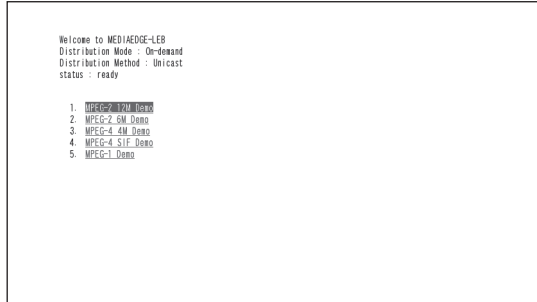 Welcome to MEDIAEDGE-LEB
Distribution Mode : On-demand
Distribution Method : Unicast
status : ready
1. MPEG-2 12M Demo
2. MPEG-2 6M Demo
3. MPEG-4 4M Demo
4. MPEG-4 SIF Demo
5. MPEG-1 Demo